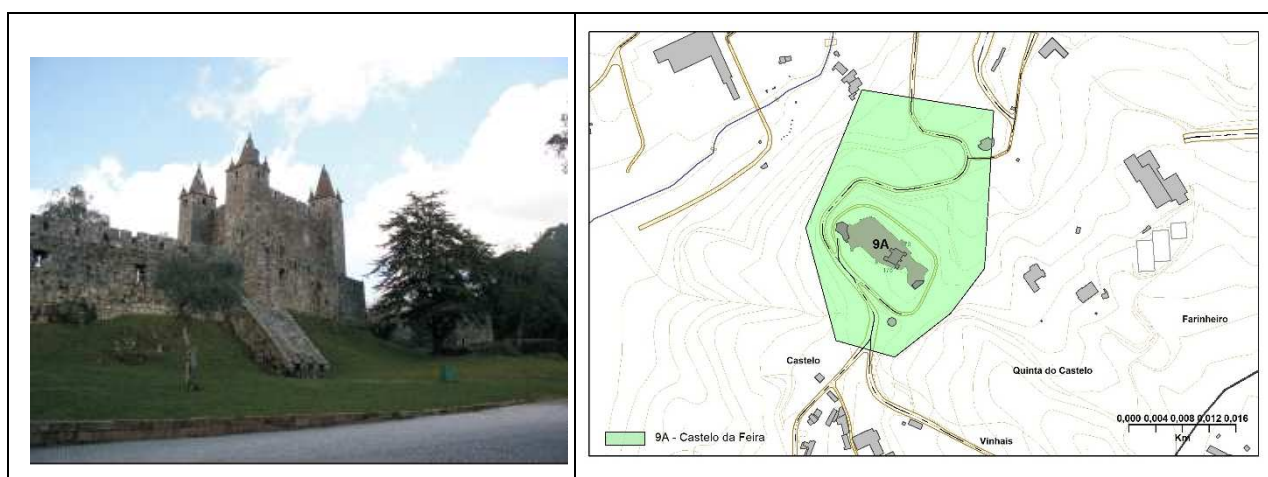 9A
Castelo
Farinheiro
Quinta do Castelo
0,000 0,004 0,008 0,012 0,016
Km
9A - Castelo da Feira
Vinhais